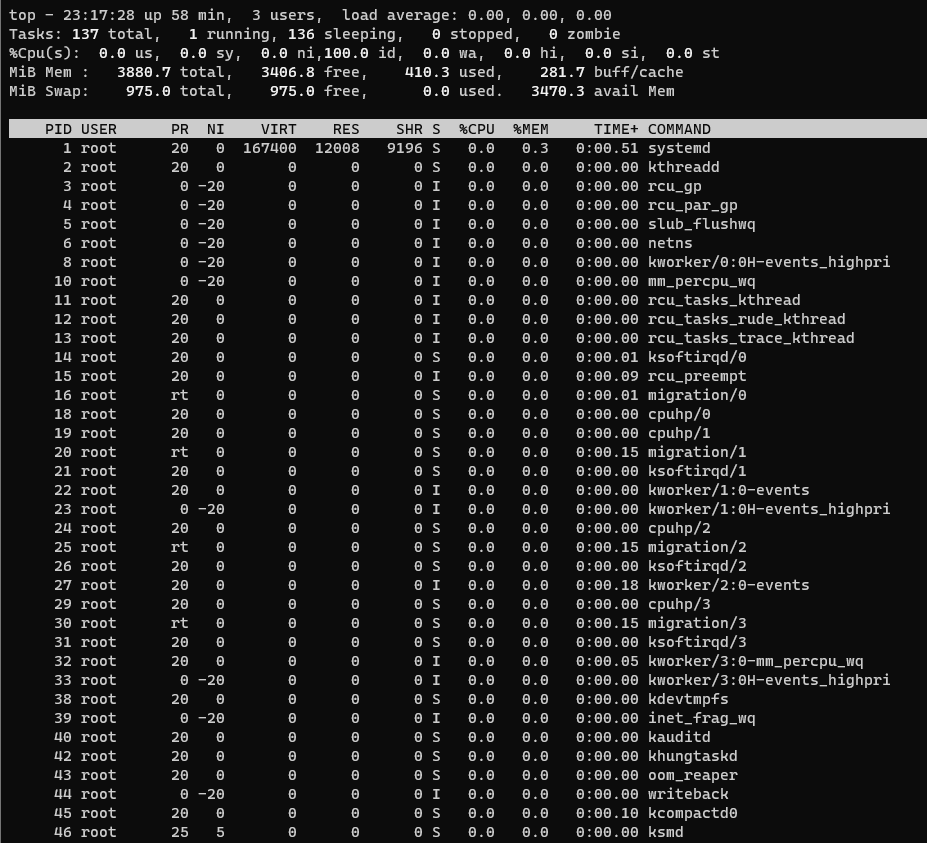 top - 23:17:28 up 58 min,  3 users,  load average: 0.00, 0.00, 0.00
Tasks: 137 total,   1 running, 136 sleeping,   0 stopped,   0 zombie
%Cpu(s):  0.0 us,  0.0 sy,  0.0 ni,100.0 id,  0.0 wa,  0.0 hi,  0.0 si,  0.0 st
MiB Mem :   3880.7 total,   3406.8 free,    410.3 used,    281.7 buff/cache
MiB Swap:    975.0 total,    975.0 free,      0.0 used.   3470.3 avail Mem
    PID USER      PR  NI    VIRT    RES    SHR S  %CPU  %MEM     TIME+ COMMAND
      1 root      20   0  167400  12008   9196 S   0.0   0.3   0:00.51 systemd
      2 root      20   0       0      0      0 S   0.0   0.0   0:00.00 kthreadd
      3 root       0 -20       0      0      0 I   0.0   0.0   0:00.00 rcu_gp
      4 root       0 -20       0      0      0 I   0.0   0.0   0:00.00 rcu_par_gp
      5 root       0 -20       0      0      0 I   0.0   0.0   0:00.00 slub_flushwq
      6 root       0 -20       0      0      0 I   0.0   0.0   0:00.00 netns
      8 root       0 -20       0      0      0 I   0.0   0.0   0:00.00 kworker/0:0H-events_highpri
     10 root       0 -20       0      0      0 I   0.0   0.0   0:00.00 mm_percpu_wq
     11 root      20   0       0      0      0 I   0.0   0.0   0:00.00 rcu_tasks_kthread
     12 root      20   0       0      0      0 I   0.0   0.0   0:00.00 rcu_tasks_rude_kthread
     13 root      20   0       0      0      0 I   0.0   0.0   0:00.00 rcu_tasks_trace_kthread
     14 root      20   0       0      0      0 S   0.0   0.0   0:00.01 ksoftirqd/0
     15 root      20   0       0      0      0 I   0.0   0.0   0:00.09 rcu_preempt
     16 root      rt   0       0      0      0 S   0.0   0.0   0:00.01 migration/0
     18 root      20   0       0      0      0 S   0.0   0.0   0:00.00 cpuhp/0
     19 root      20   0       0      0      0 S   0.0   0.0   0:00.00 cpuhp/1
     20 root      rt   0       0      0      0 S   0.0   0.0   0:00.15 migration/1
     21 root      20   0       0      0      0 S   0.0   0.0   0:00.00 ksoftirqd/1
     22 root      20   0       0      0      0 I   0.0   0.0   0:00.00 kworker/1:0-events
     23 root       0 -20       0      0      0 I   0.0   0.0   0:00.00 kworker/1:0H-events_highpri
     24 root      20   0       0      0      0 S   0.0   0.0   0:00.00 cpuhp/2
     25 root      rt   0       0      0      0 S   0.0   0.0   0:00.15 migration/2
     26 root      20   0       0      0      0 S   0.0   0.0   0:00.00 ksoftirqd/2
     27 root      20   0       0      0      0 I   0.0   0.0   0:00.18 kworker/2:0-events
     29 root      20   0       0      0      0 S   0.0   0.0   0:00.00 cpuhp/3
     30 root      rt   0       0      0      0 S   0.0   0.0   0:00.15 migration/3
     31 root      20   0       0      0      0 S   0.0   0.0   0:00.00 ksoftirqd/3
     32 root      20   0       0      0      0 I   0.0   0.0   0:00.05 kworker/3:0-mm_percpu_wq
     33 root       0 -20       0      0      0 I   0.0   0.0   0:00.00 kworker/3:0H-events_highpri
     38 root      20   0       0      0      0 S   0.0   0.0   0:00.00 kdevtmpfs
     39 root       0 -20       0      0      0 I   0.0   0.0   0:00.00 inet_frag_wq
     40 root      20   0       0      0      0 S   0.0   0.0   0:00.00 kauditd
     42 root      20   0       0      0      0 S   0.0   0.0   0:00.00 khungtaskd
     43 root      20   0       0      0      0 S   0.0   0.0   0:00.00 oom_reaper
     44 root       0 -20       0      0      0 I   0.0   0.0   0:00.00 writeback
     45 root      20   0       0      0      0 S   0.0   0.0   0:00.10 kcompactd0
     46 root      25   5       0      0      0 S   0.0   0.0   0:00.00 ksmd